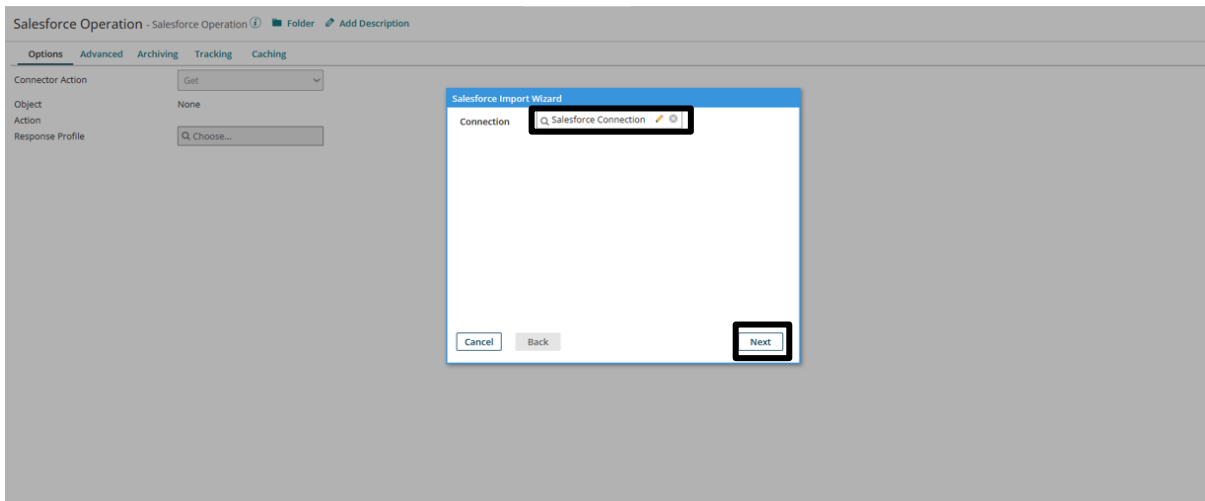 Salesforce Operation - Salesforce Operation i Folder Add Description
Options Advanced Archiving Tracking Caching
Connector Action Get
Object None
Action
Response Profile Choose...
Salesforce Import Wizard
Connection Salesforce Connection
Cancel Back Next